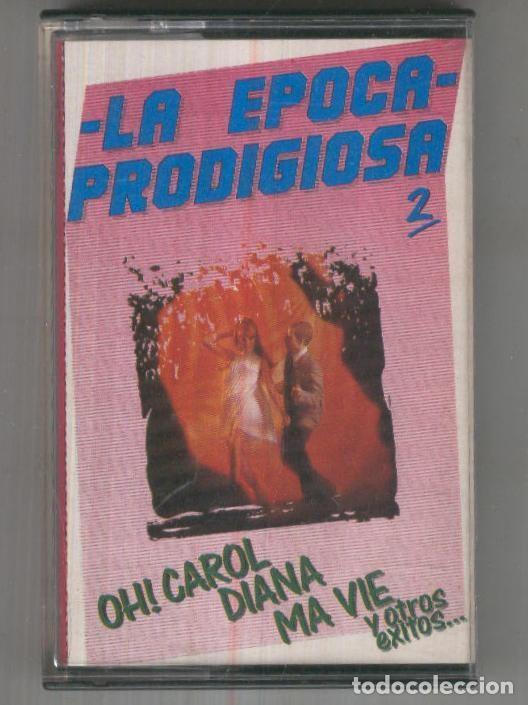 -LA EPOCA-
PRODIGIOSA
2
OH! CAROL
DIANA
MA VIE
y otros
exitos...
todocoleccion